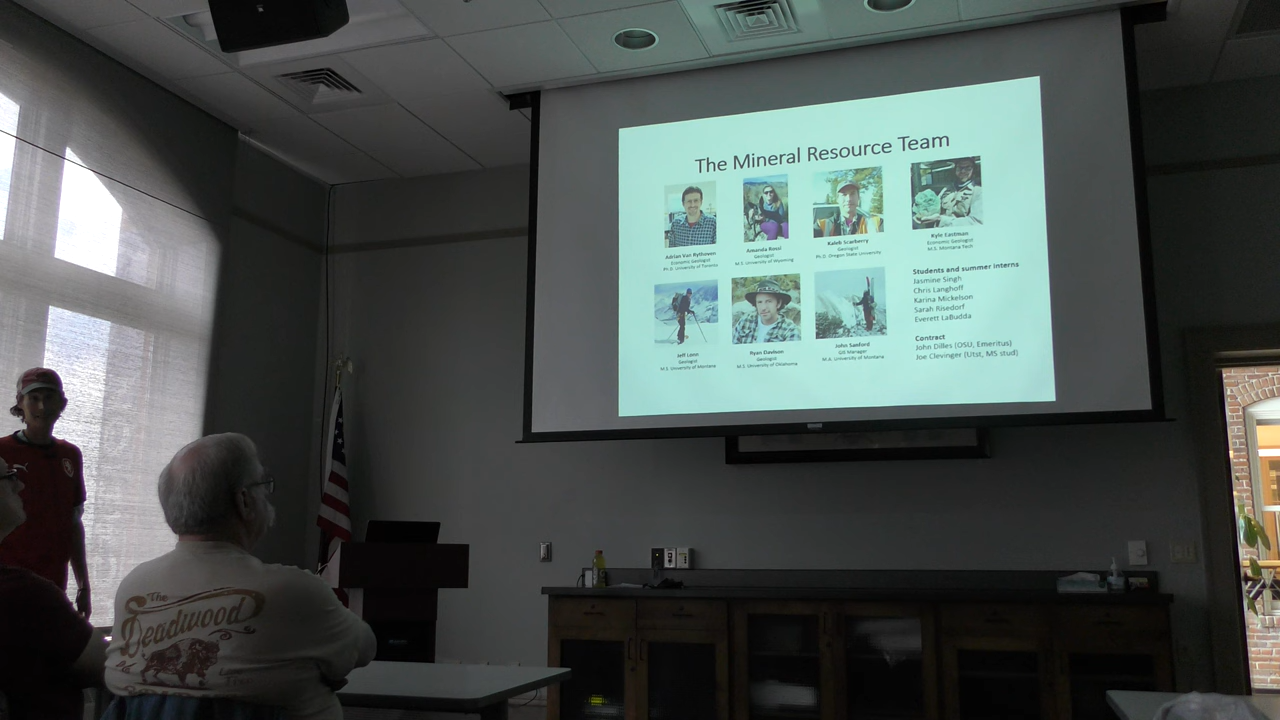 The Mineral Resource Team
Adrian Van Rythoven
Economic Geologist
Ph.D. University of Toronto
Amanda Rossi
Geologist
M.S. University of Wyoming
Kaleb Scarberry
Geologist
Ph.D. Oregon State University
Kyle Eastman
Economic Geologist
M.S. Montana Tech
Jeff Lonn
Geologist
M.S. University of Montana
Ryan Davison
Geologist
M.S. University of Oklahoma
John Sanford
GIS Manager
M.A. University of Montana
Students and summer interns
Jasmine Singh
Chris Langhoff
Karina Mickelson
Sarah Risedorf
Everett LaBudda
Contract
John Dilles (OSU, Emeritus)
Joe Clevinger (Utst, MS stud)
The
Deadwood